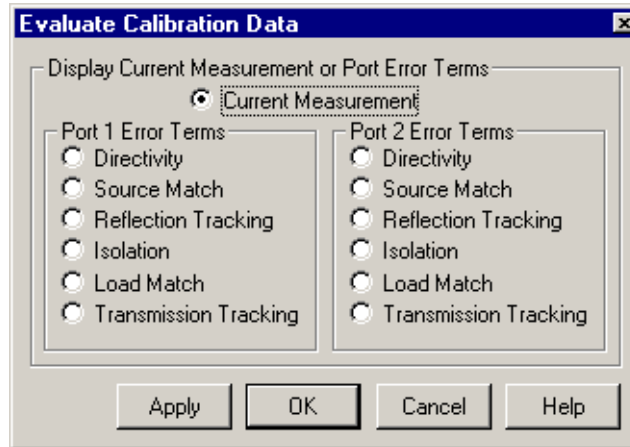 Evaluate Calibration Data
Display Current Measurement or Port Error Terms
Current Measurement
Port 1 Error Terms
Directivity
Source Match
Reflection Tracking
Isolation
Load Match
Transmission Tracking
Port 2 Error Terms
Directivity
Source Match
Reflection Tracking
Isolation
Load Match
Transmission Tracking
Apply
OK
Cancel
Help